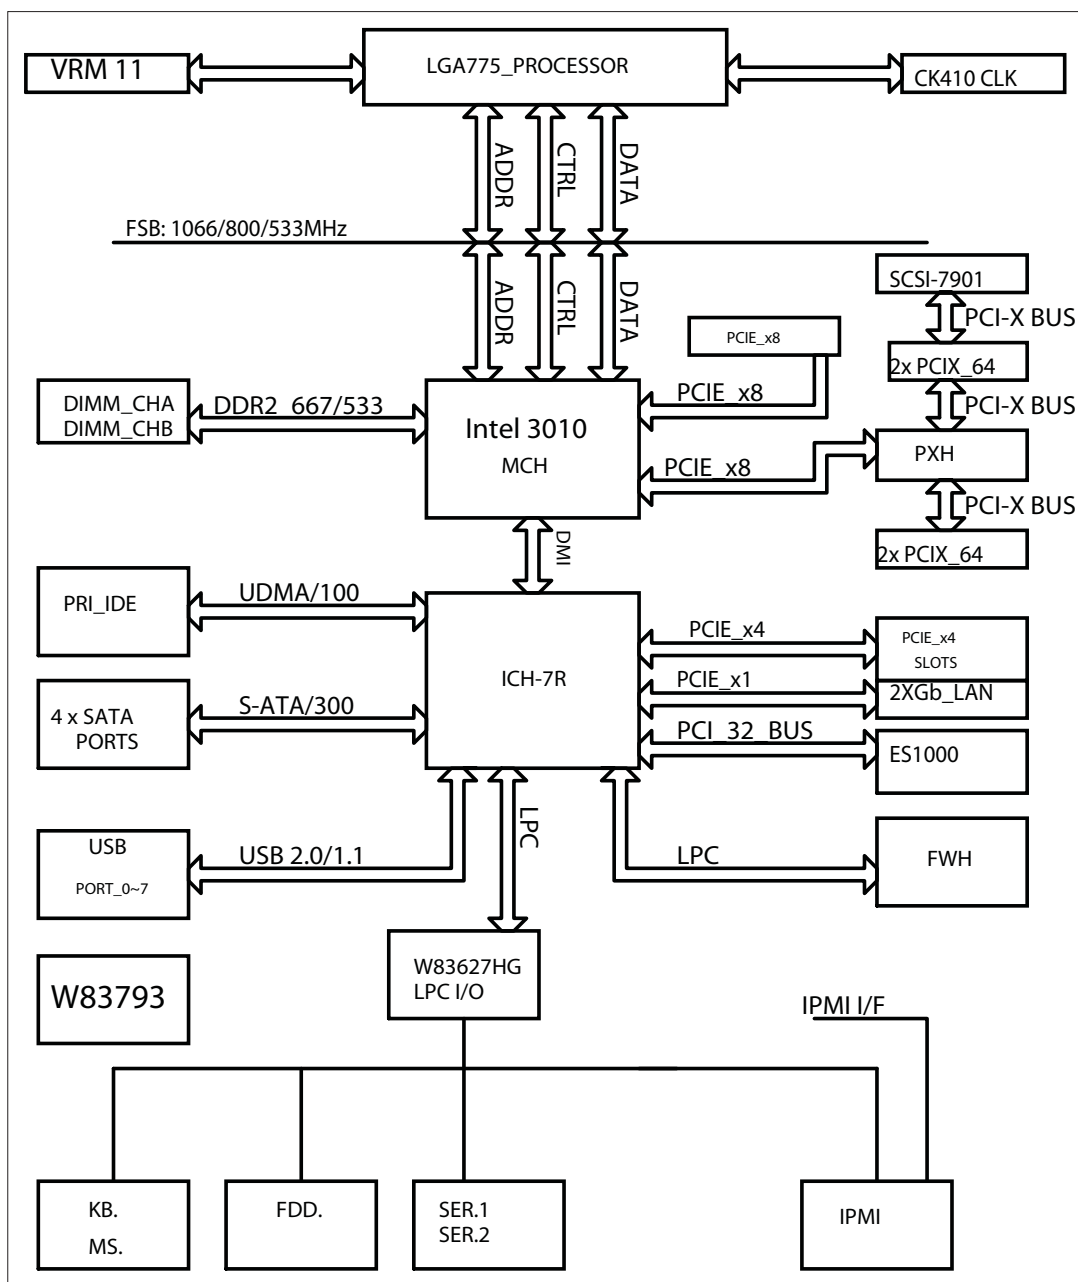 VRM 11
LGA775_PROCESSOR
CK410 CLK
ADDR
CTRL
DATA
FSB: 1066/800/533MHz
ADDR
CTRL
DATA
SCSI-7901
PCI-X BUS
PCIE_x8
2x PCIX_64
DIMM_CHA
DIMM_CHB
DDR2_667/533
Intel 3010
MCH
PCIE_x8
PCI-X BUS
PCIE_x8
PXH
PCI-X BUS
DMI
2x PCIX_64
PRI_IDE
UDMA/100
ICH-7R
PCIE_x4
PCIE_x4
SLOTS
PCIE_x1
2XGb_LAN
4 x SATA
PORTS
S-ATA/300
PCI_32_BUS
ES1000
LPC
USB
PORT_0~7
USB 2.0/1.1
LPC
FWH
W83627HG
LPC I/O
W83793
IPMI I/F
KB.
MS.
FDD.
SER.1
SER.2
IPMI